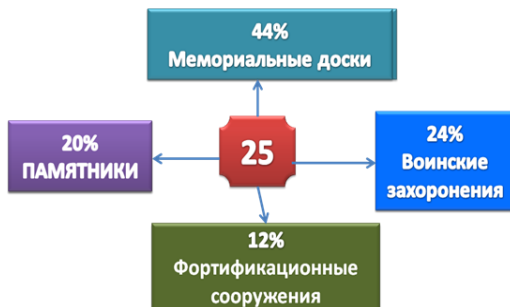 44%
Мемориальные доски
20%
ПАМЯТНИКИ
25
24%
Воинские
захоронения
12%
Фортификационные
сооружения